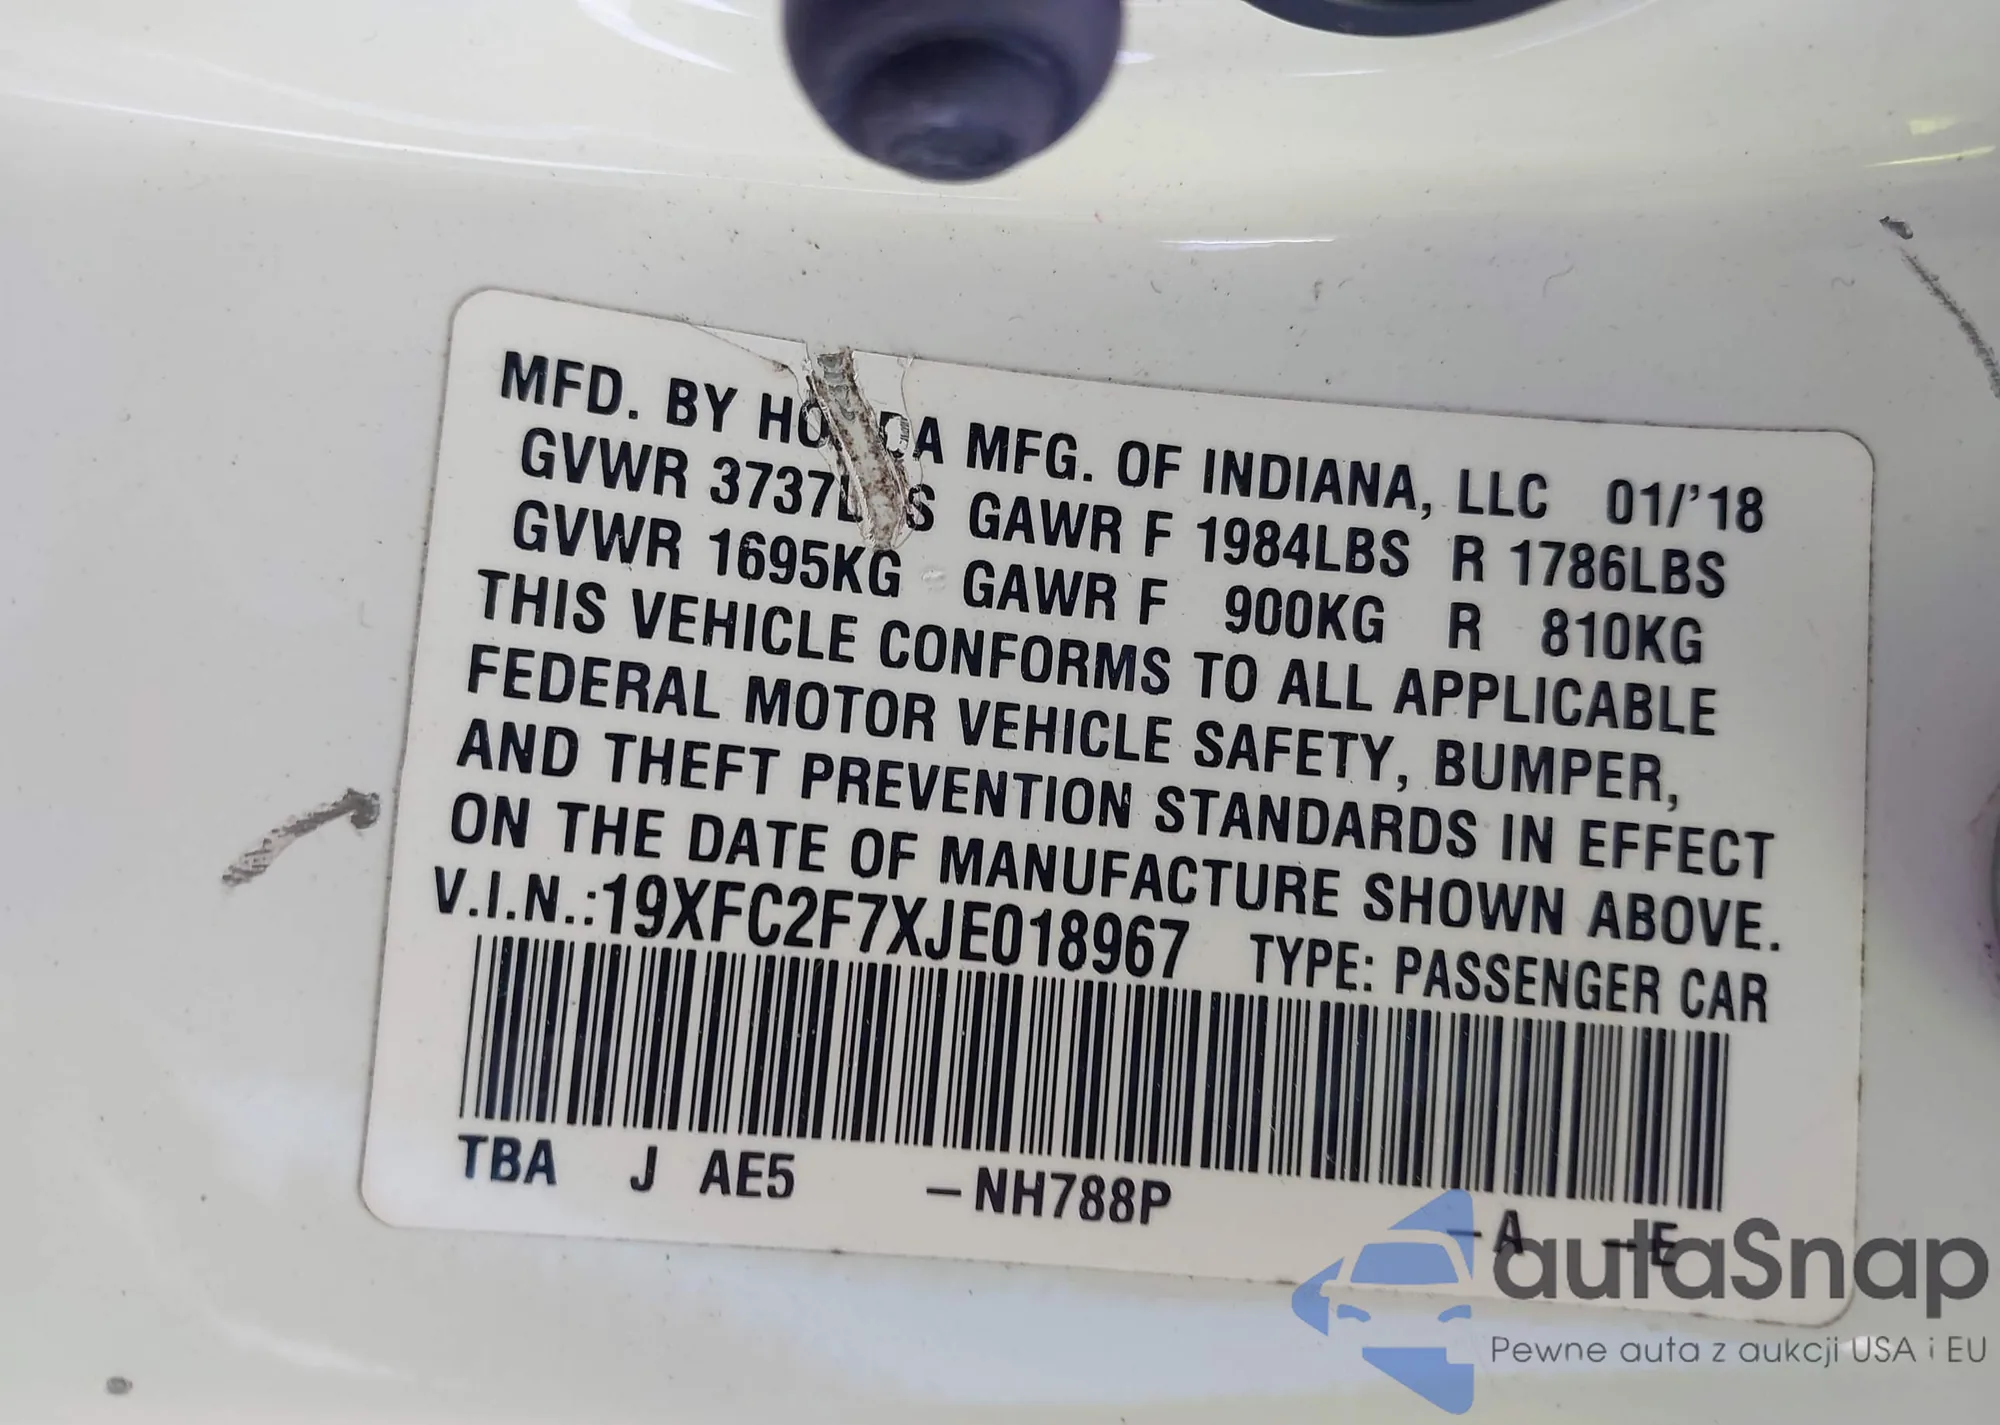 MFD. BY HONDA MFG. OF INDIANA, LLC 01/'18
GVWR 3737LBS GAWR F 1984LBS R 1786LBS
GVWR 1695KG GAWR F 900KG R 810KG
THIS VEHICLE CONFORMS TO ALL APPLICABLE
FEDERAL MOTOR VEHICLE SAFETY, BUMPER,
AND THEFT PREVENTION STANDARDS IN EFFECT
ON THE DATE OF MANUFACTURE SHOWN ABOVE.
V.I.N.:19XFC2F7XJE018967 TYPE: PASSENGER CAR
TBA J AE5 –NH788P –A –E
autaSnap
Pewne auta z aukcji USA i EU